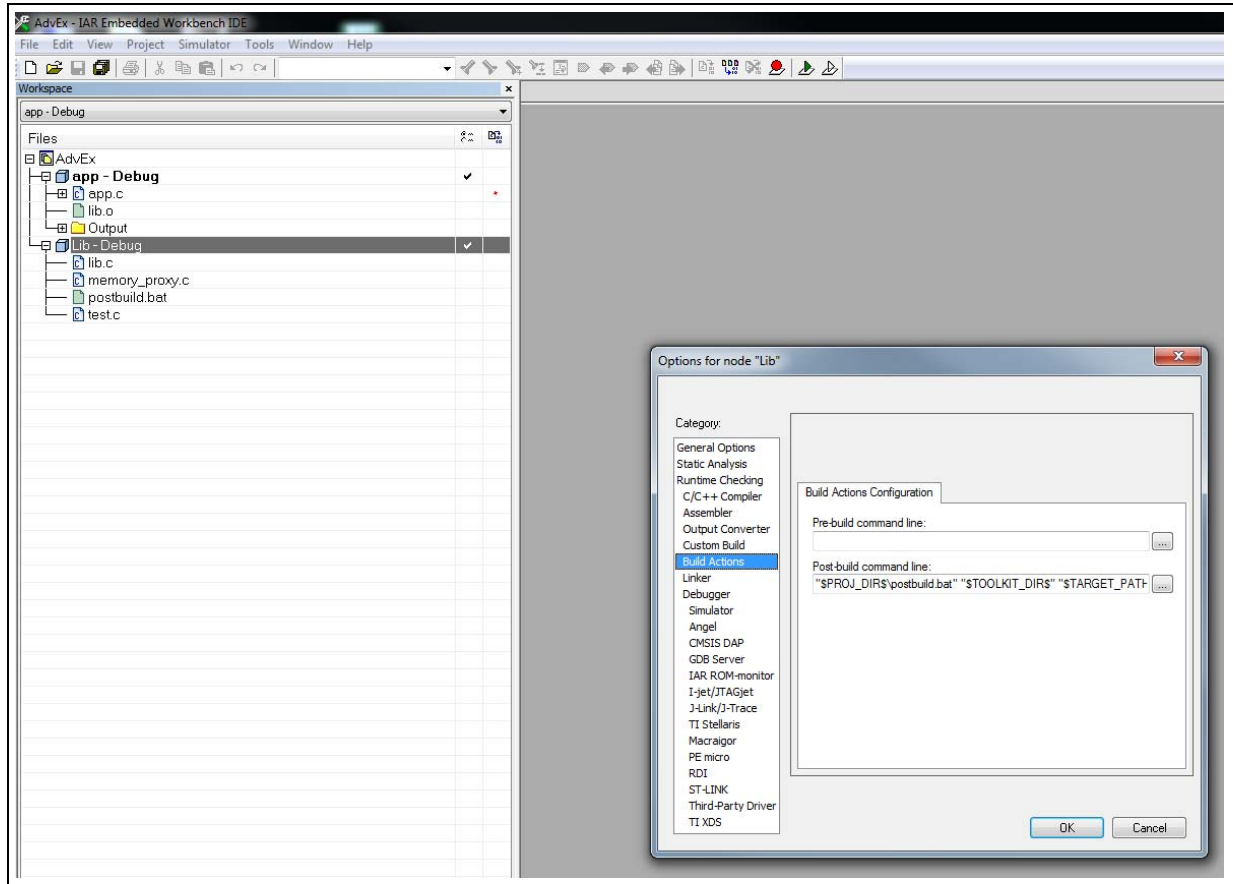 AdvEx - IAR Embedded Workbench IDE
File Edit View Project Simulator Tools Window Help
Workspace x
app - Debug
Files
AdvEx
app - Debug
app.c
lib.o
Output
Lib - Debug
lib.c
memory_proxy.c
postbuild.bat
test.c
Options for node "Lib"
Category:
General Options
Static Analysis
Runtime Checking
C/C++ Compiler
Assembler
Output Converter
Custom Build
Build Actions
Linker
Debugger
Simulator
Angel
CMSIS DAP
GDB Server
IAR ROM-monitor
I-jet/JTAGjet
J-Link/J-Trace
TI Stellaris
Macraigor
PE micro
RDI
ST-LINK
Third-Party Driver
TI XDS
Build Actions Configuration
Pre-build command line:
...
Post-build command line:
"$PROJ_DIR$\postbuild.bat" "$TOOLKIT_DIR$" "$TARGET_PATH ...
OK Cancel